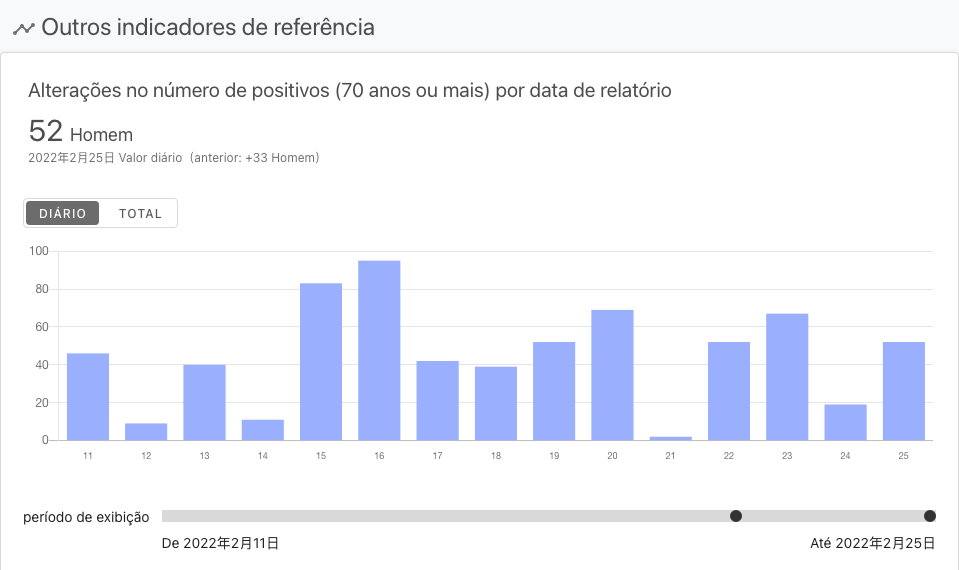 Outros indicadores de referência
Alterações no número de positivos (70 anos ou mais) por data de relatório
52 Homem
2022年2月25日 Valor diário（anterior: +33 Homem）
DIÁRIO TOTAL
100
80
60
40
20
0
11 12 13 14 15 16 17 18 19 20 21 22 23 24 25
período de exibição
De 2022年2月11日 Até 2022年2月25日